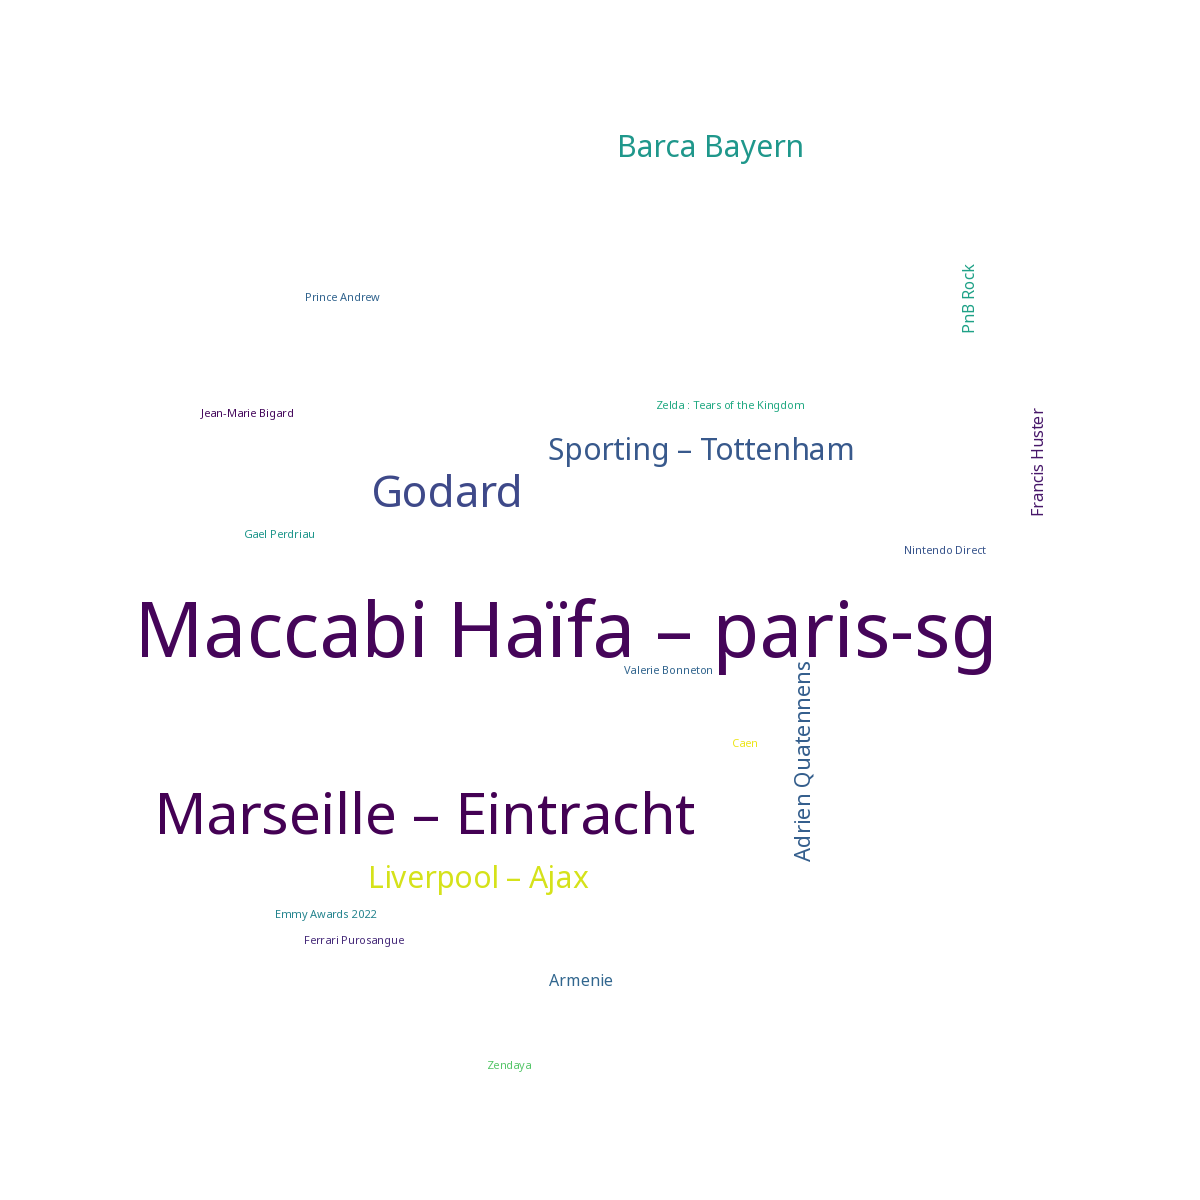 Barca Bayern
PnB Rock
Prince Andrew
Zelda : Tears of the Kingdom
Jean-Marie Bigard
Francis Huster
Sporting – Tottenham
Godard
Gael Perdriau
Nintendo Direct
Maccabi Haïfa – paris-sg
Valerie Bonneton
Adrien Quatennens
Caen
Marseille – Eintracht
Liverpool – Ajax
Emmy Awards 2022
Ferrari Purosangue
Armenie
Zendaya